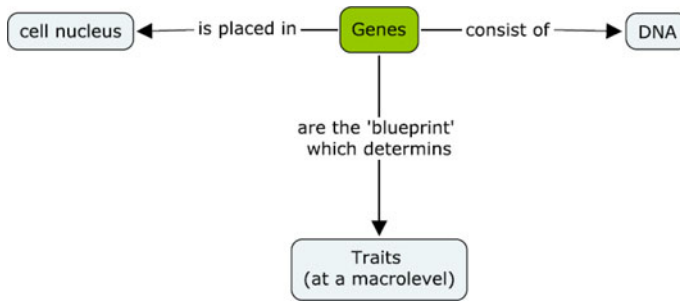 cell nucleus is placed in Genes consist of DNA
are the 'blueprint'
which determins
Traits
(at a macrolevel)